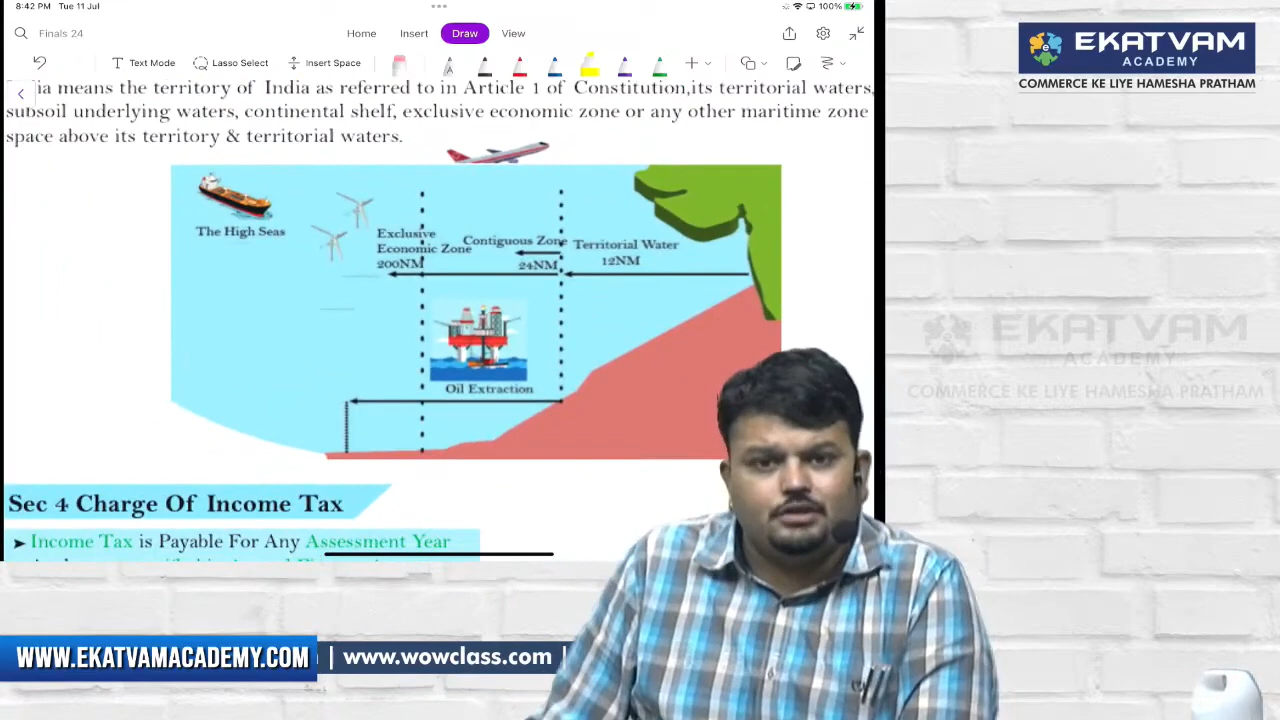 8:42 PM Tue 11 Jul
100%
Finals 24
Home Insert Draw View
Text Mode Lasso Select Insert Space
means the territory of India as referred to in Article 1 of Constitution,its territorial waters,
subsoil underlying waters, continental shelf, exclusive economic zone or any other maritime zone
space above its territory & territorial waters.
The High Seas
Exclusive
Economic Zone
200NM
Contiguous Zone
24NM
Territorial Water
12NM
Oil Extraction
Sec 4 Charge Of Income Tax
➤ Income Tax is Payable For Any Assessment Year
EKATVAM
ACADEMY
COMMERCE KE LIYE HAMESHA PRATHAM
EKATVAM
ACADEMY
COMMERCE KE LIYE HAMESHA PRATHAM
WWW.EKATVAMACADEMY.COM | www.wowclass.com |